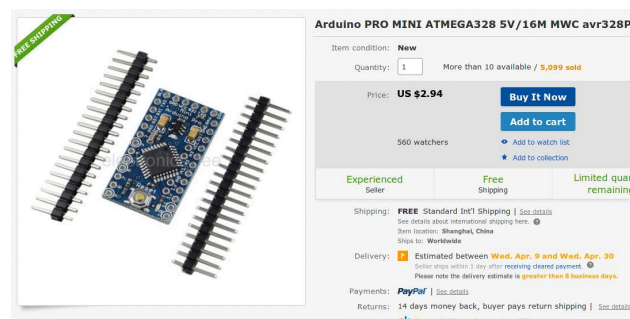 FREE SHIPPING
Arduino PRO MINI ATMEGA328 5V/16M MWC avr328P
Item condition: New
Quantity: 1 More than 10 available / 5,099 sold
Price: US $2.94
Buy It Now
Add to cart
560 watchers
Add to watch list
Add to collection
Experienced
Seller
Free
Shipping
Limited quan
remaining
Shipping: FREE Standard Int'l Shipping | See details
See details about international shipping here.
Item location: Shanghai, China
Ships to: Worldwide
Delivery: Estimated between Wed. Apr. 9 and Wed. Apr. 30
Seller ships within 1 day after receiving cleared payment.
Please note the delivery estimate is greater than 8 business days.
Payments: PayPal | See details
Returns: 14 days money back, buyer pays return shipping | See details
Reset